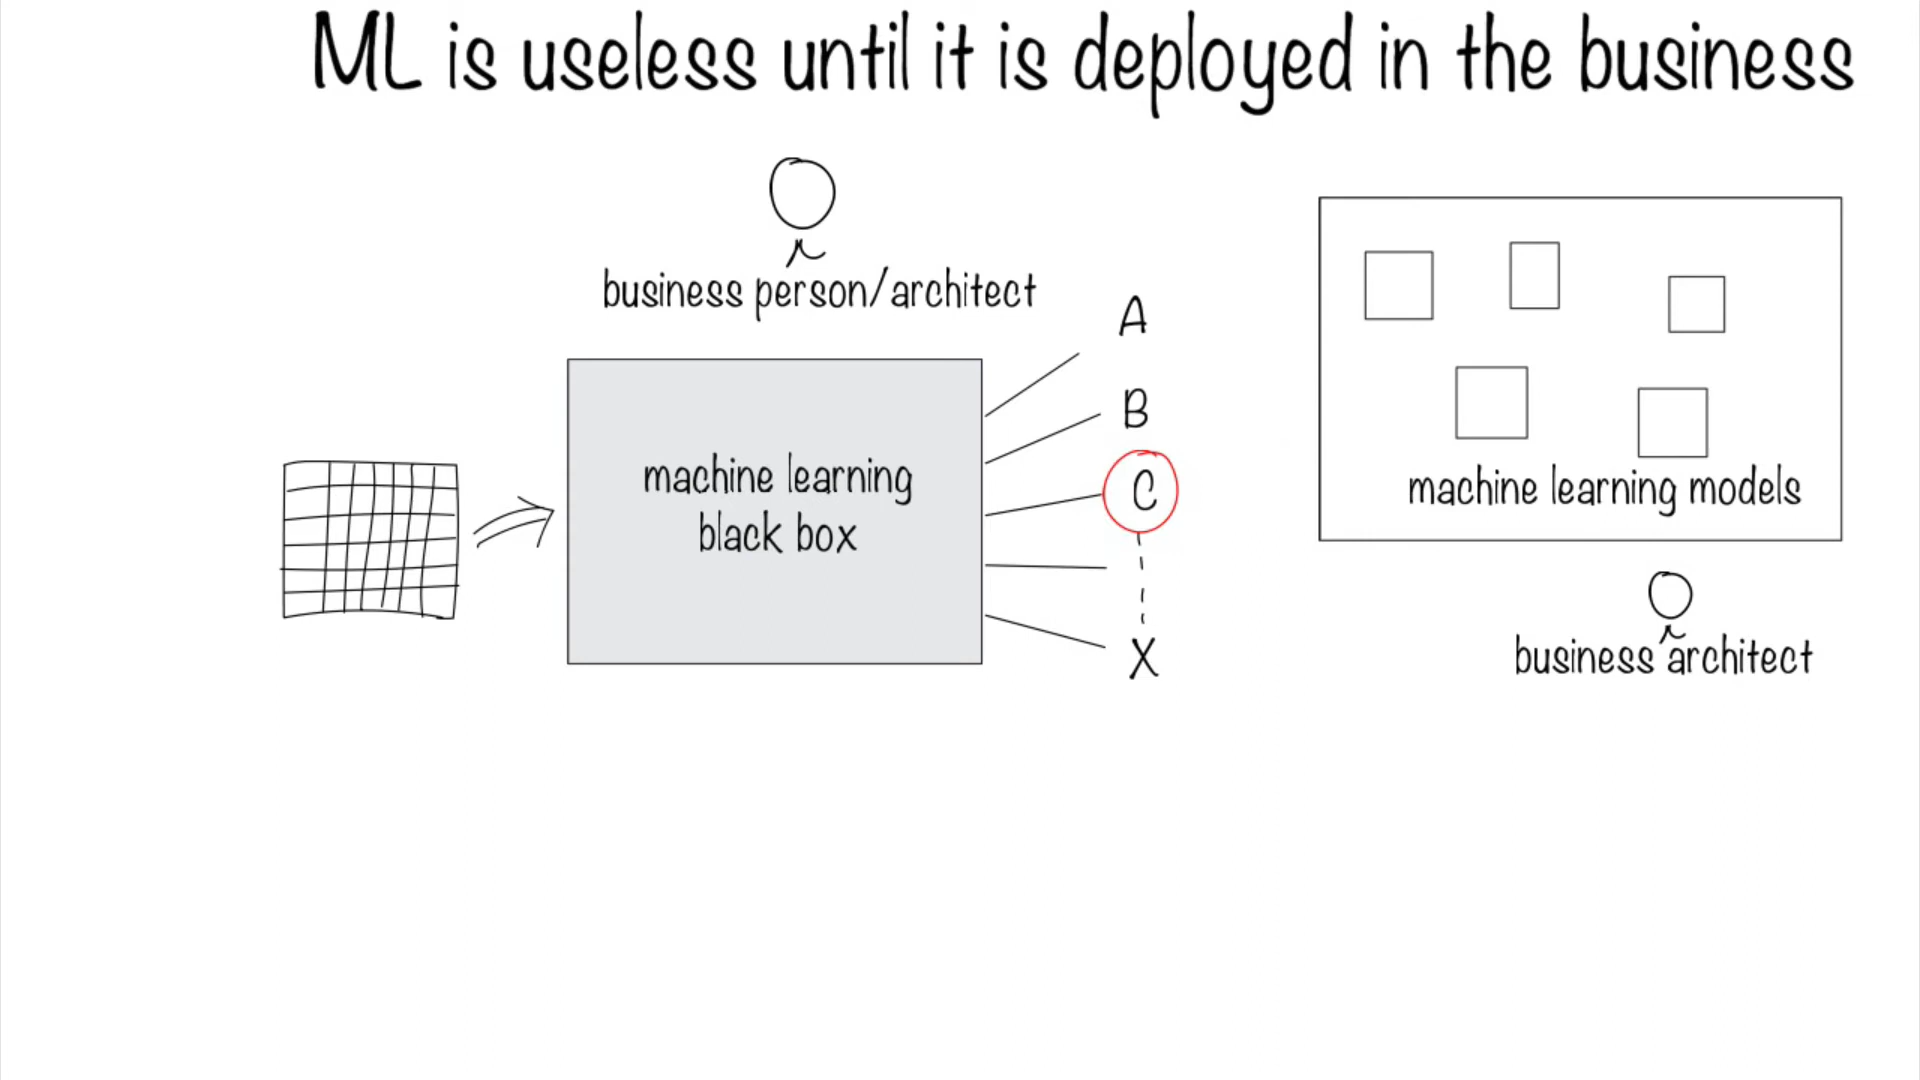 ML is useless until it is deployed in the business
business person/architect
A
B
C
X
machine learning
black box
machine learning models
business architect